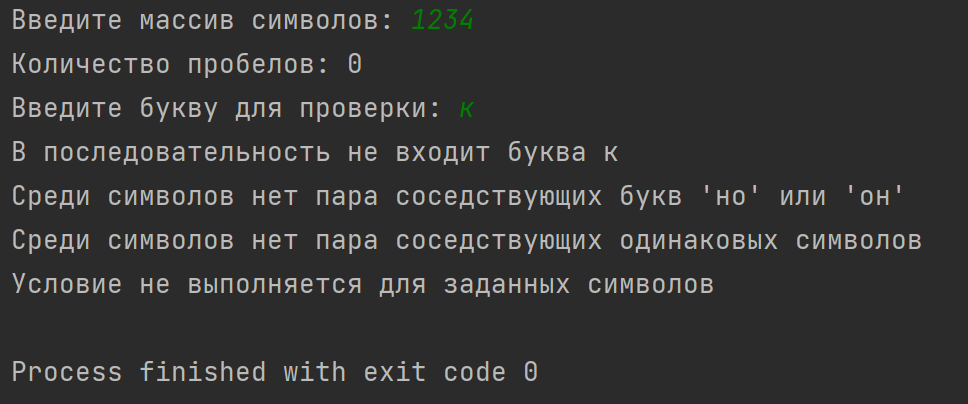 Введите массив символов: 1234
Количество пробелов: 0
Введите букву для проверки: к
В последовательность не входит буква к
Среди символов нет пара соседствующих букв 'но' или 'он'
Среди символов нет пара соседствующих одинаковых символов
Условие не выполняется для заданных символов
Process finished with exit code 0